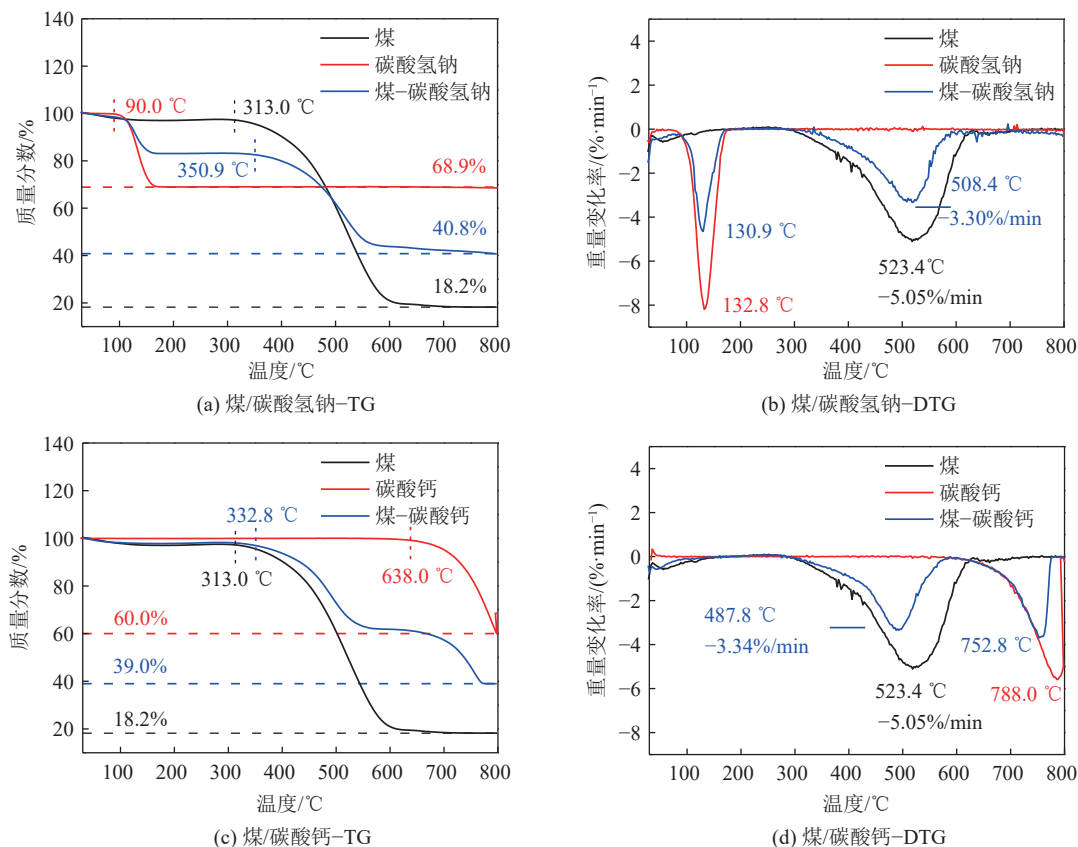 140
120
100
80
60
40
20
质量分数/%
煤
碳酸氢钠
煤−碳酸氢钠
90.0 ℃
313.0 ℃
350.9 ℃
68.9%
40.8%
18.2%
100 200 300 400 500 600 700 800
温度/℃
(a) 煤/碳酸氢钠−TG
4
2
0
−2
−4
−6
−8
重量变化率/(%·min⁻¹)
煤
碳酸氢钠
煤−碳酸氢钠
130.9 ℃
132.8 ℃
508.4 ℃
−3.30%/min
523.4℃
−5.05%/min
100 200 300 400 500 600 700 800
温度/℃
(b) 煤/碳酸氢钠−DTG
140
120
100
80
60
40
20
质量分数/%
煤
碳酸钙
煤−碳酸钙
332.8 ℃
313.0 ℃
638.0 ℃
60.0%
39.0%
18.2%
100 200 300 400 500 600 700 800
温度/℃
(c) 煤/碳酸钙−TG
4
2
0
−2
−4
−6
−8
重量变化率/(%·min⁻¹)
煤
碳酸钙
煤−碳酸钙
487.8 ℃
−3.34%/min
523.4 ℃
−5.05%/min
752.8 ℃
788.0 ℃
100 200 300 400 500 600 700 800
温度/℃
(d) 煤/碳酸钙−DTG